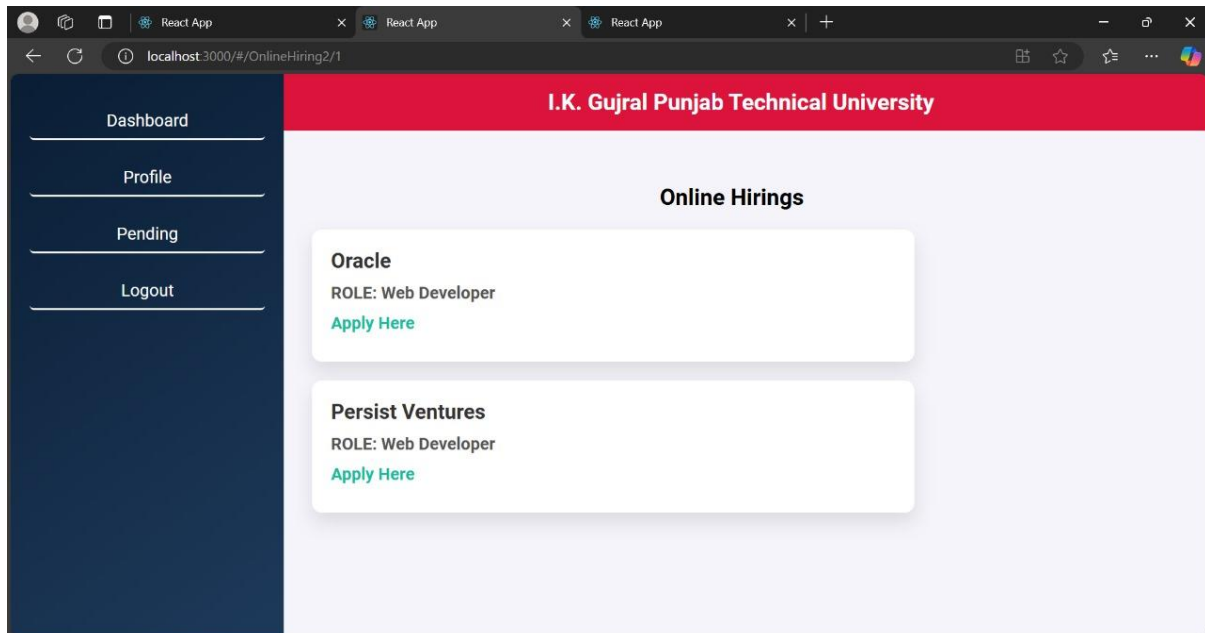 React App
React App
React App
localhost:3000/#/OnlineHiring2/1
I.K. Gujral Punjab Technical University
Dashboard
Profile
Pending
Logout
Online Hirings
Oracle
ROLE: Web Developer
Apply Here
Persist Ventures
ROLE: Web Developer
Apply Here